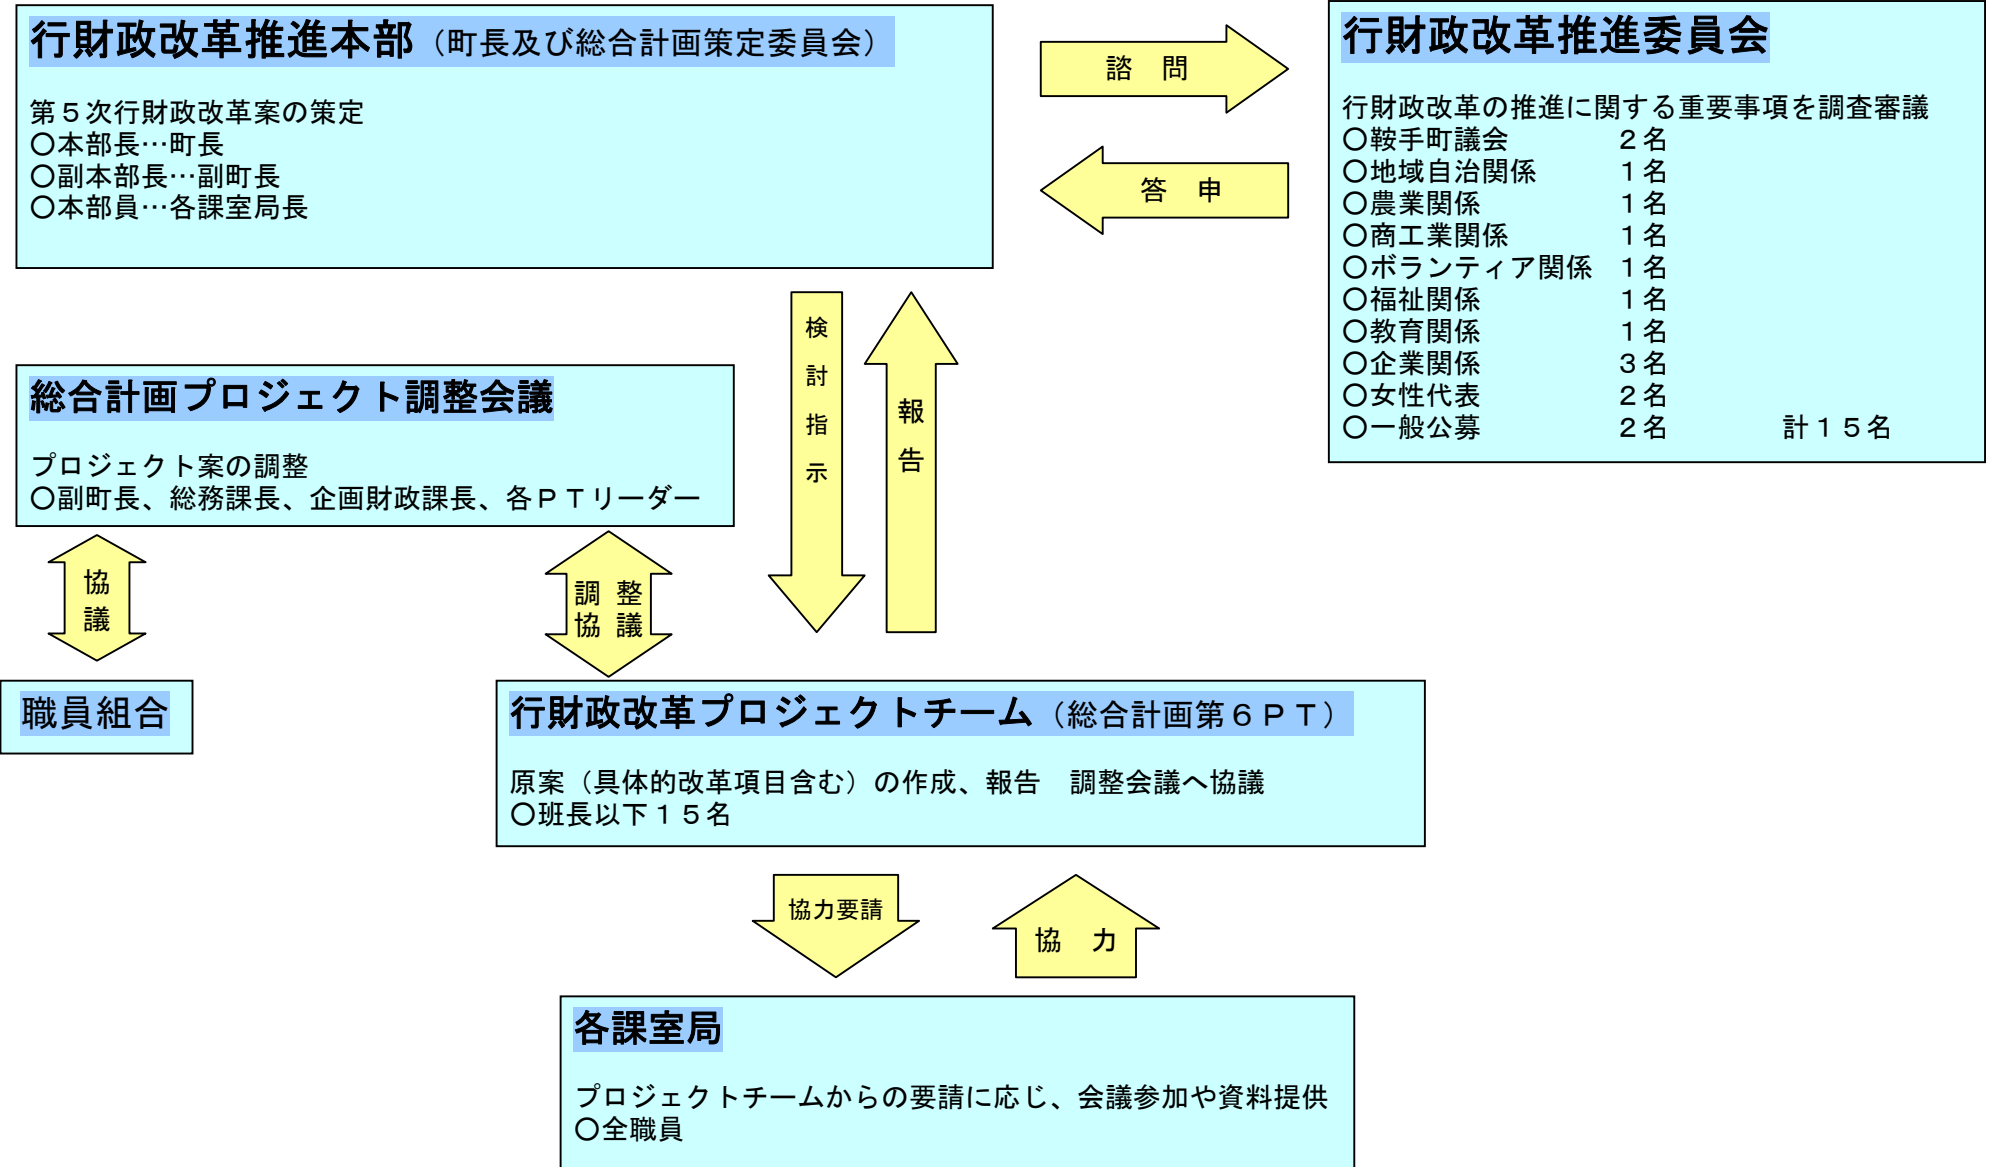 行財政改革推進本部（町長及び総合計画策定委員会）
第５次行財政改革案の策定
○本部長…町長
○副本部長…副町長
○本部員…各課室局長
諮　問
答　申
行財政改革推進委員会
行財政改革の推進に関する重要事項を調査審議
○鞍手町議会　２名
○地域自治関係　１名
○農業関係　１名
○商工業関係　１名
○ボランティア関係　１名
○福祉関係　１名
○教育関係　１名
○企業関係　３名
○女性代表　２名
○一般公募　２名　計１５名
検討指示
報告
総合計画プロジェクト調整会議
プロジェクト案の調整
○副町長、総務課長、企画財政課長、各ＰＴリーダー
協議
調整
協議
職員組合
行財政改革プロジェクトチーム（総合計画第６ＰＴ）
原案（具体的改革項目含む）の作成、報告　調整会議へ協議
○班長以下１５名
協力要請
協　力
各課室局
プロジェクトチームからの要請に応じ、会議参加や資料提供
○全職員